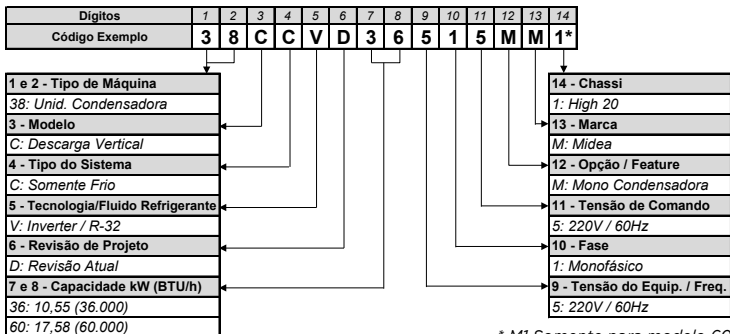 Dígitos 1 2 3 4 5 6 7 8 9 10 11 12 13 14
Código Exemplo 3 8 C C V D 3 6 5 1 5 M M 1*
1 e 2 - Tipo de Máquina
38: Unid. Condensadora
3 - Modelo
C: Descarga Vertical
4 - Tipo do Sistema
C: Somente Frio
5 - Tecnologia/Fluido Refrigerante
V: Inverter / R-32
6 - Revisão de Projeto
D: Revisão Atual
7 e 8 - Capacidade kW (BTU/h)
36: 10,55 (36.000)
60: 17,58 (60.000)
14 - Chassi
1: High 20
13 - Marca
M: Midea
12 - Opção / Feature
M: Mono Condensadora
11 - Tensão de Comando
5: 220V / 60Hz
10 - Fase
1: Monofásico
9 - Tensão do Equip. / Freq.
5: 220V / 60Hz